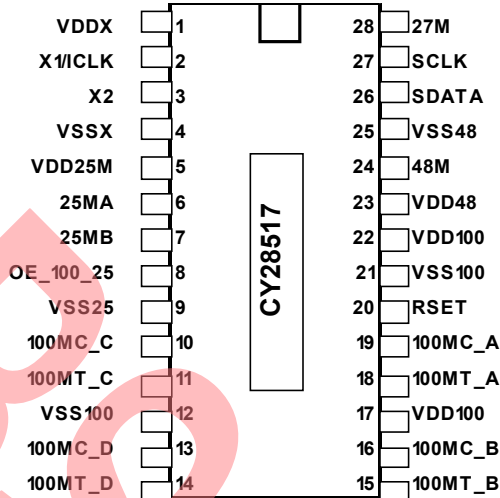 VDDX 1 28 27M
X1/ICLK 2 27 SCLK
X2 3 26 SDATA
VSSX 4 25 VSS48
VDD25M 5 24 48M
25MA 6 23 VDD48
25MB 7 22 VDD100
OE_100_25 8 21 VSS100
VSS25 9 20 RSET
100MC_C 10 19 100MC_A
100MT_C 11 18 100MT_A
VSS100 12 17 VDD100
100MC_D 13 16 100MC_B
100MT_D 14 15 100MT_B
CY28517